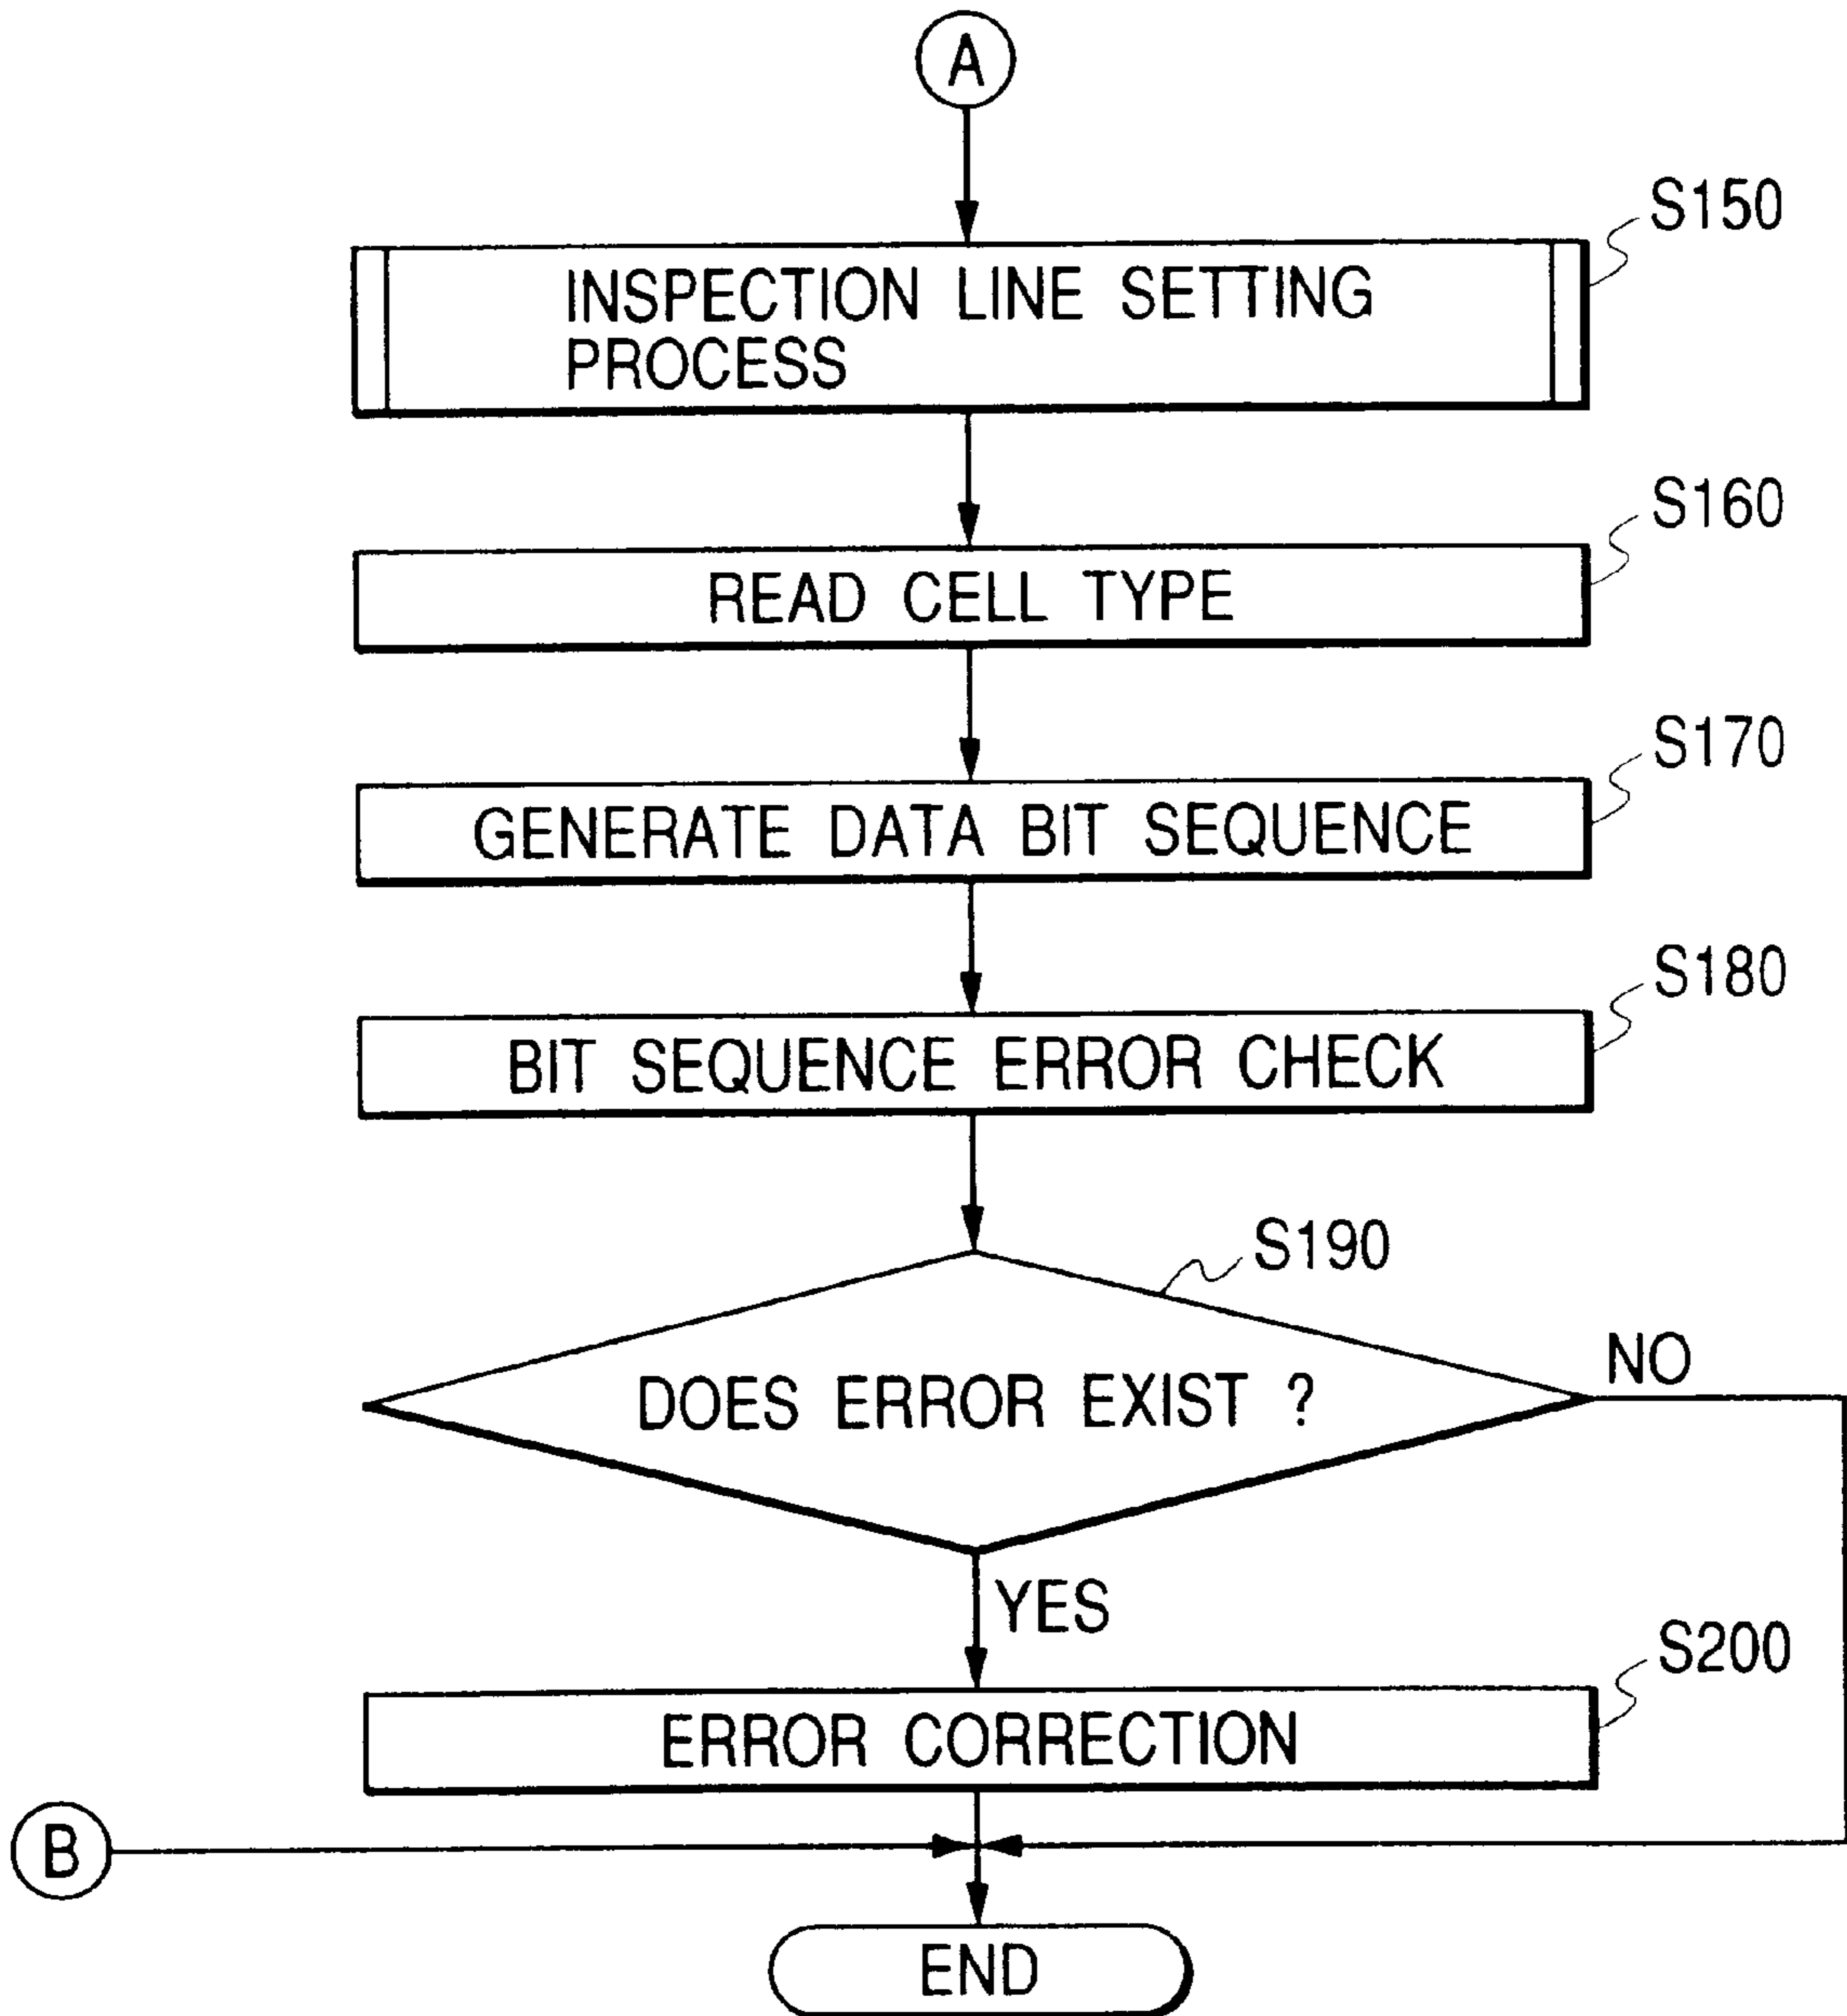 A
S150
INSPECTION LINE SETTING
PROCESS
S160
READ CELL TYPE
S170
GENERATE DATA BIT SEQUENCE
S180
BIT SEQUENCE ERROR CHECK
S190
NO
DOES ERROR EXIST ?
YES
S200
ERROR CORRECTION
B
END